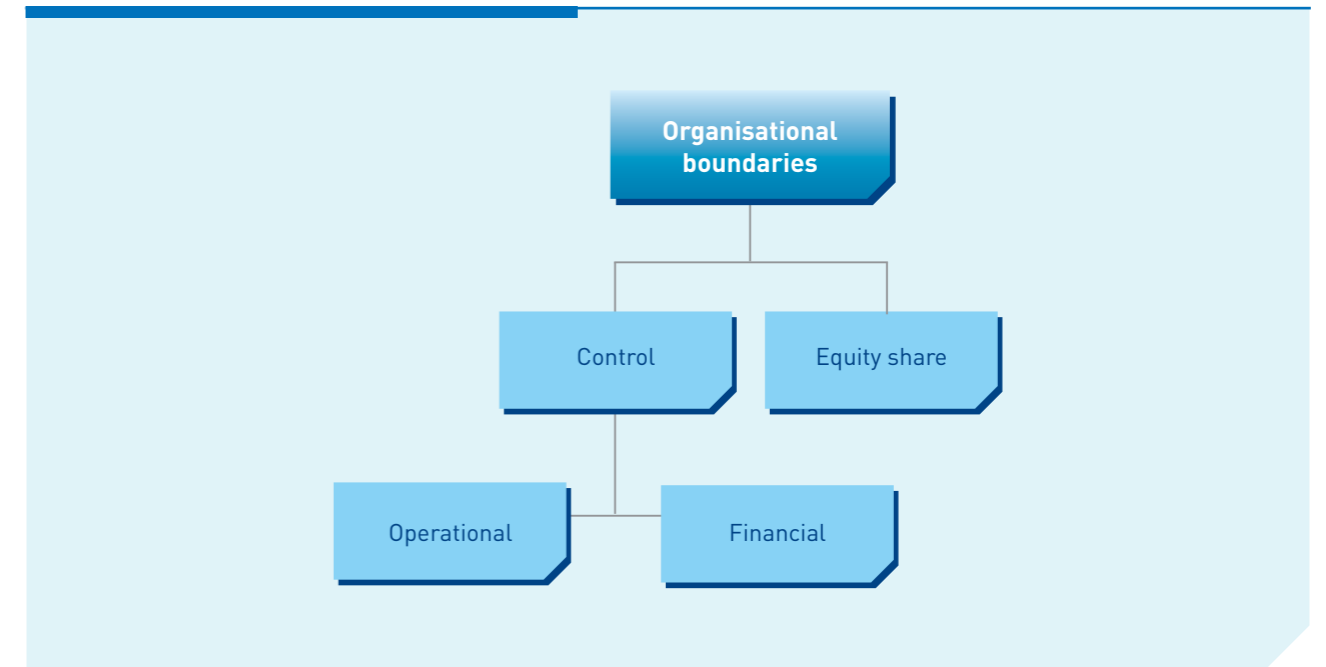 Organisational
boundaries
Control
Equity share
Operational
Financial